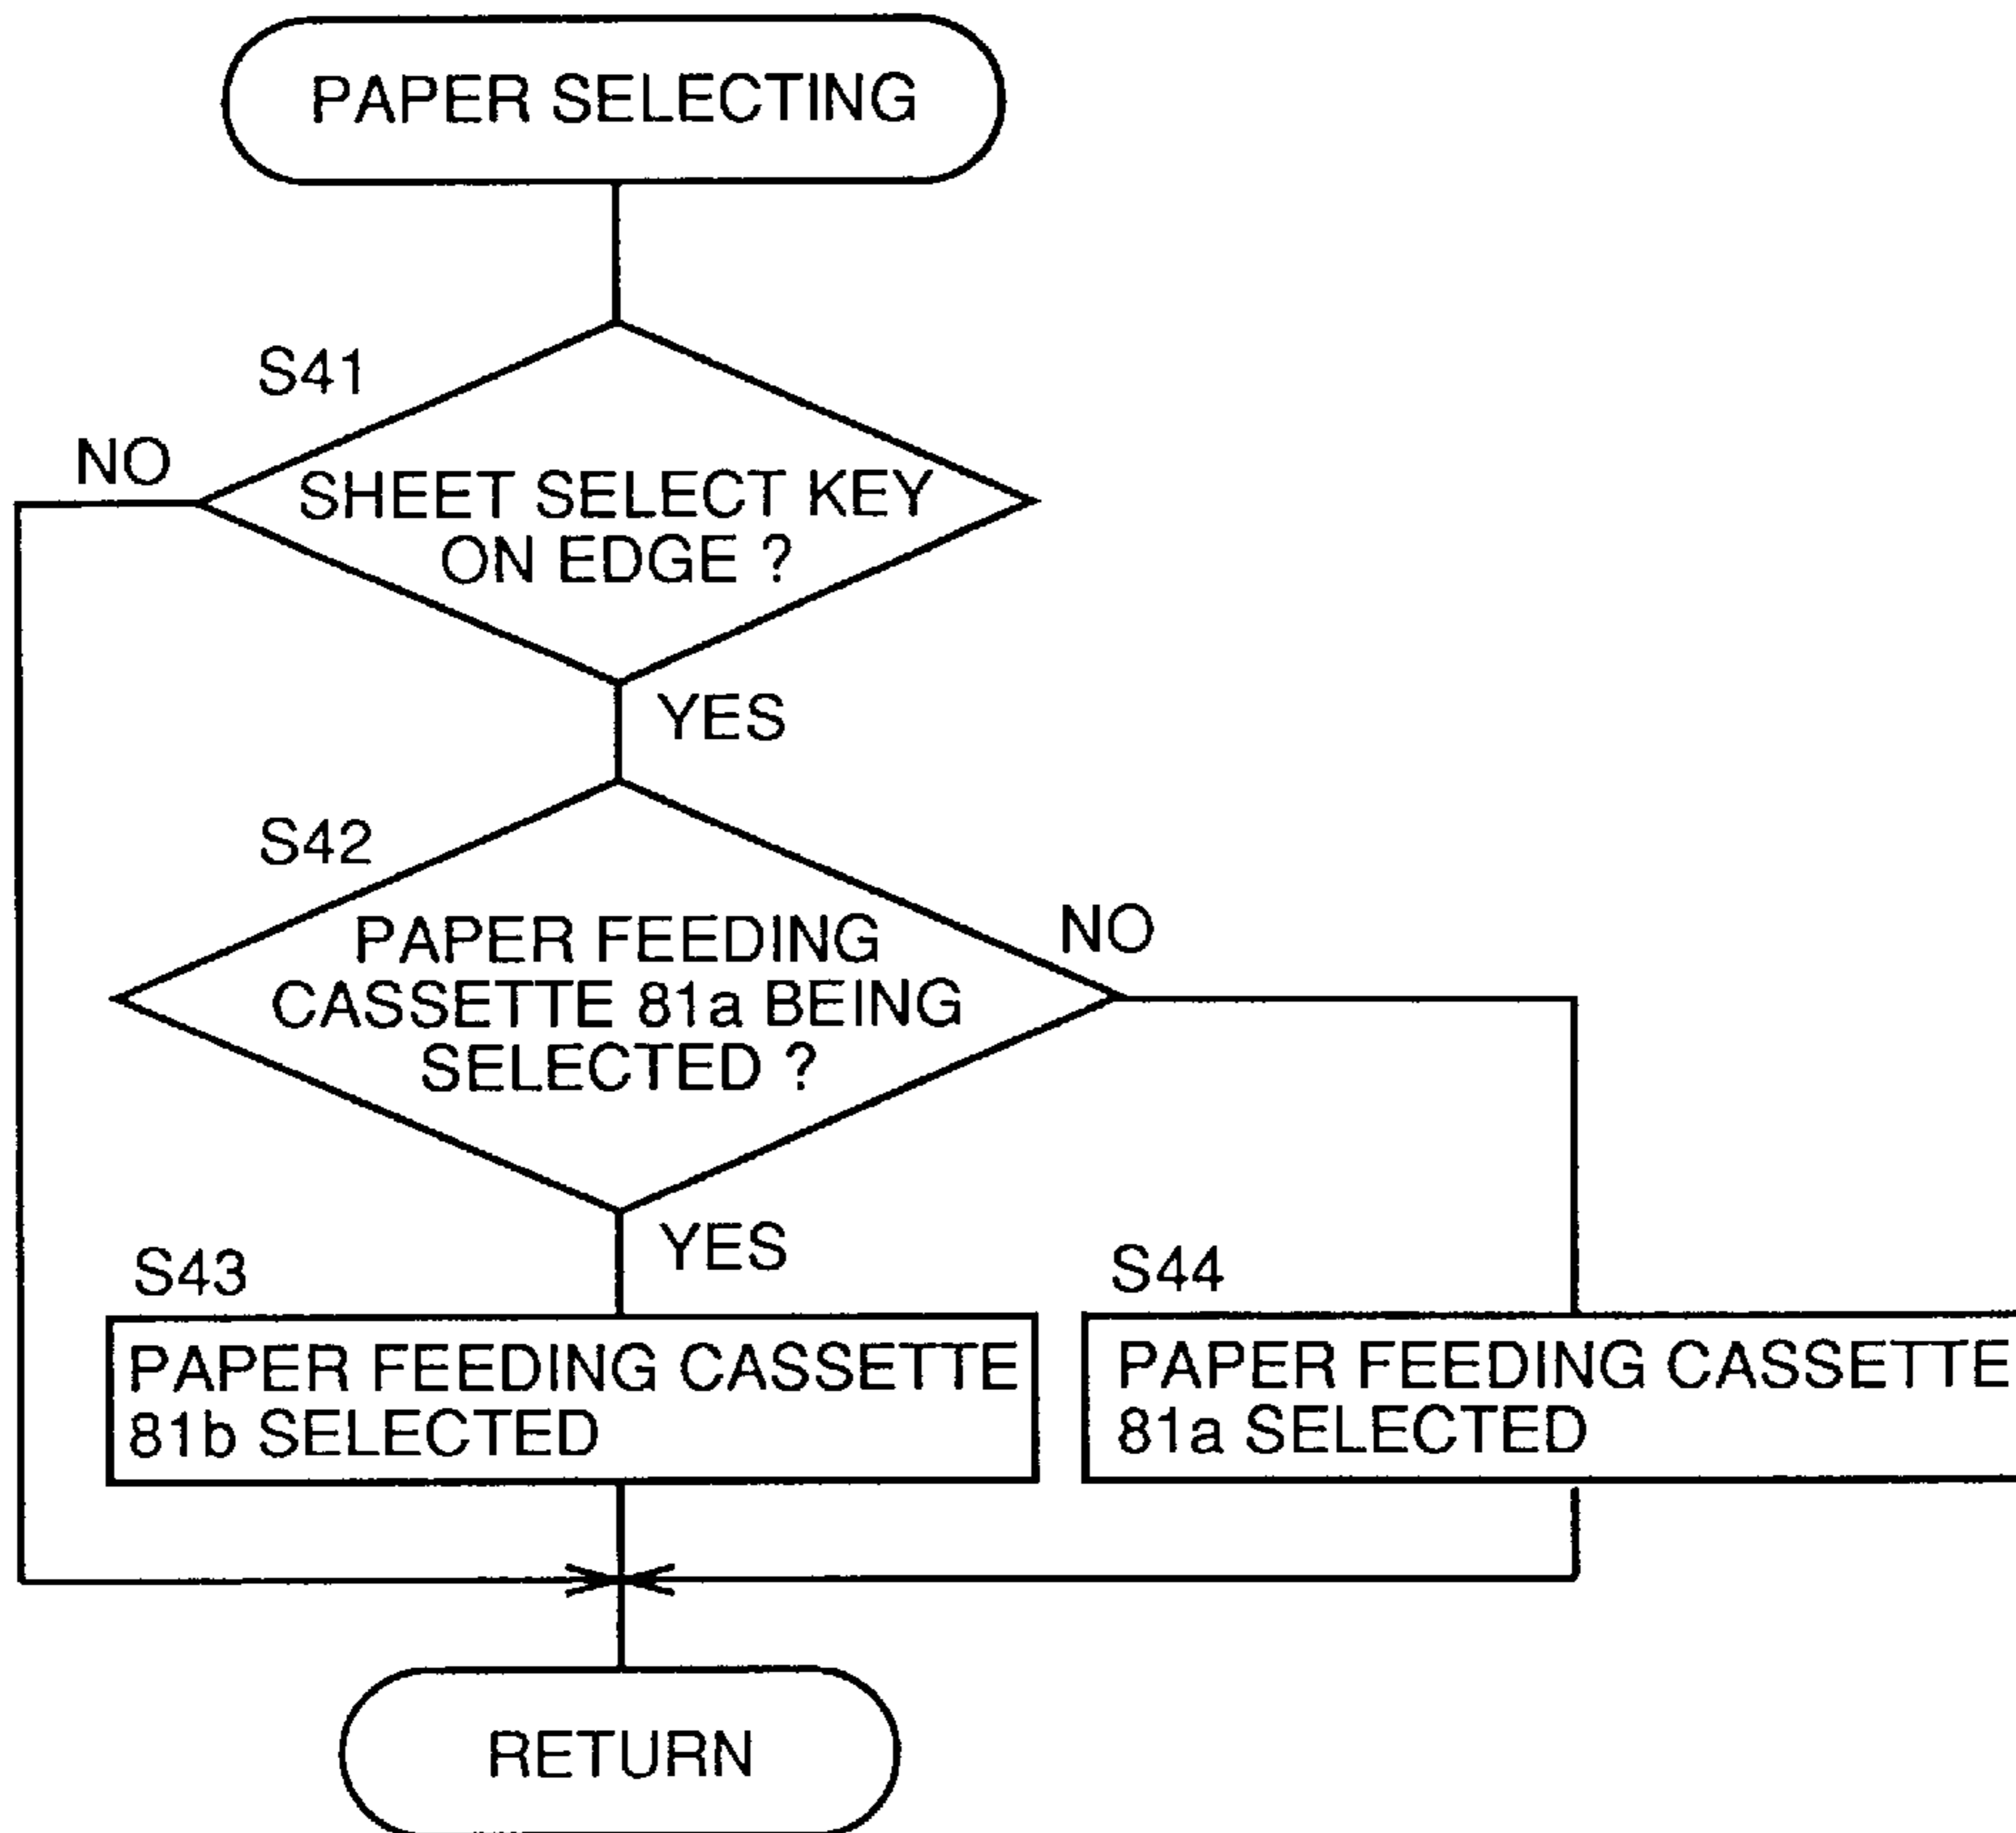 PAPER SELECTING
S41
NO
SHEET SELECT KEY
ON EDGE ?
YES
S42
NO
PAPER FEEDING
CASSETTE 81a BEING
SELECTED ?
YES
S43
PAPER FEEDING CASSETTE
81b SELECTED
S44
PAPER FEEDING CASSETTE
81a SELECTED
RETURN